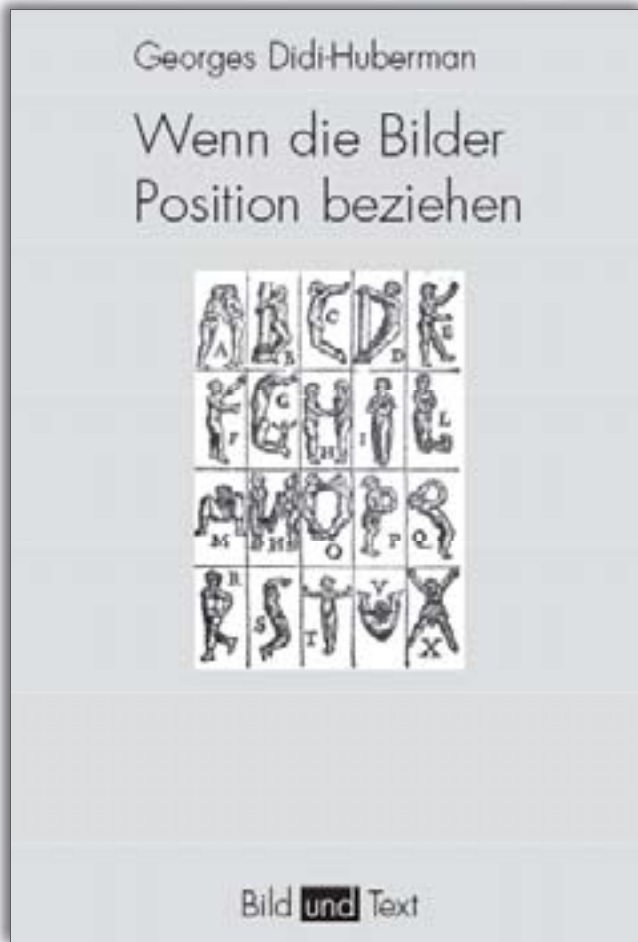 Georges Didi-Huberman
Wenn die Bilder
Position beziehen
A B C D E
F G H I L
M N O P Q
R S T V X
Bild und Text